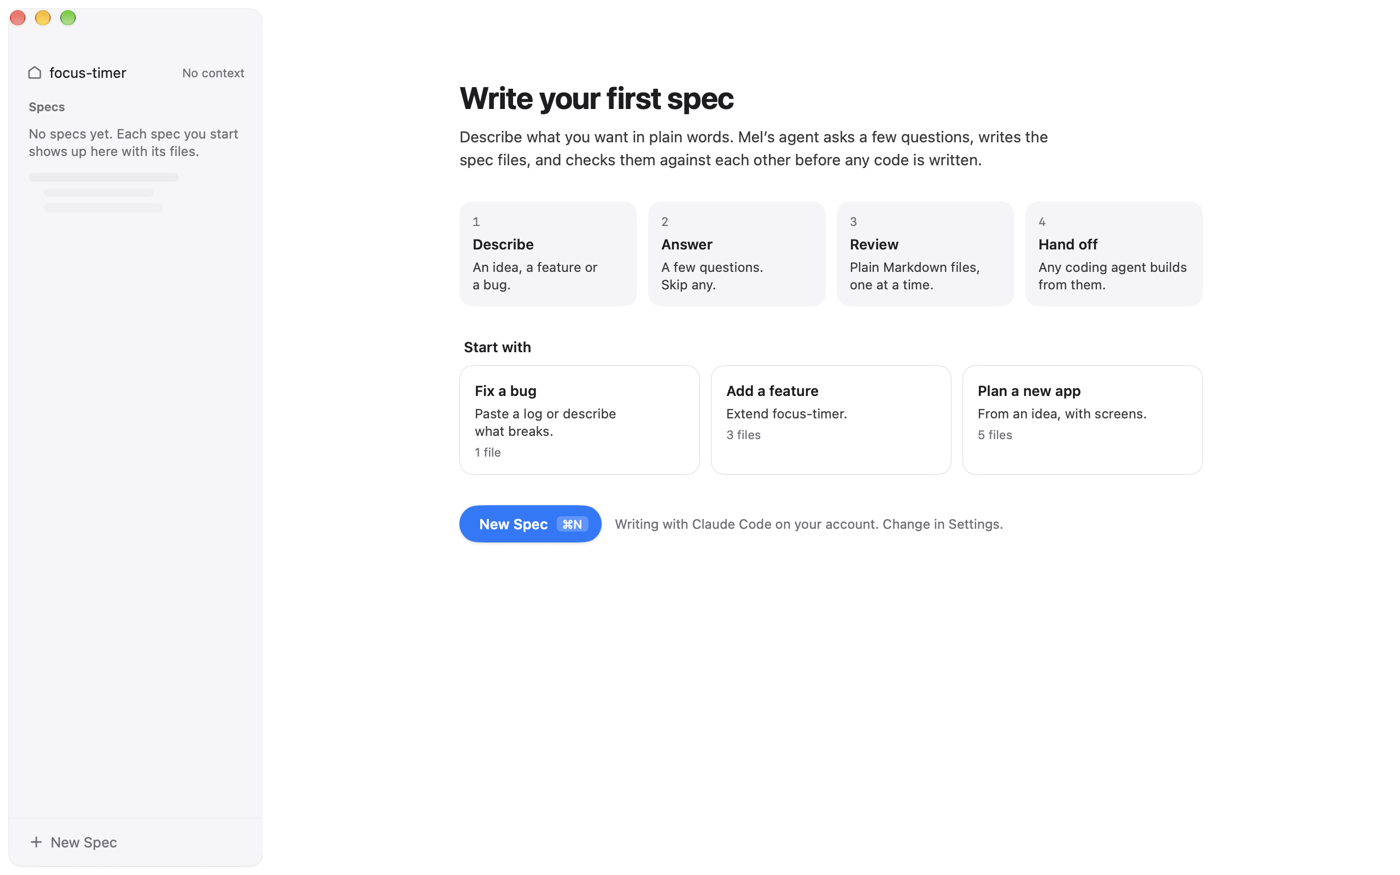 focus-timer
No context
Specs
No specs yet. Each spec you start
shows up here with its files.
Write your first spec
Describe what you want in plain words. Mel’s agent asks a few questions, writes the
spec files, and checks them against each other before any code is written.
1
Describe
An idea, a feature or
a bug.
2
Answer
A few questions.
Skip any.
3
Review
Plain Markdown files,
one at a time.
4
Hand off
Any coding agent builds
from them.
Start with
Fix a bug
Paste a log or describe
what breaks.
1 file
Add a feature
Extend focus-timer.
3 files
Plan a new app
From an idea, with screens.
5 files
New Spec ⌘N
Writing with Claude Code on your account. Change in Settings.
+ New Spec